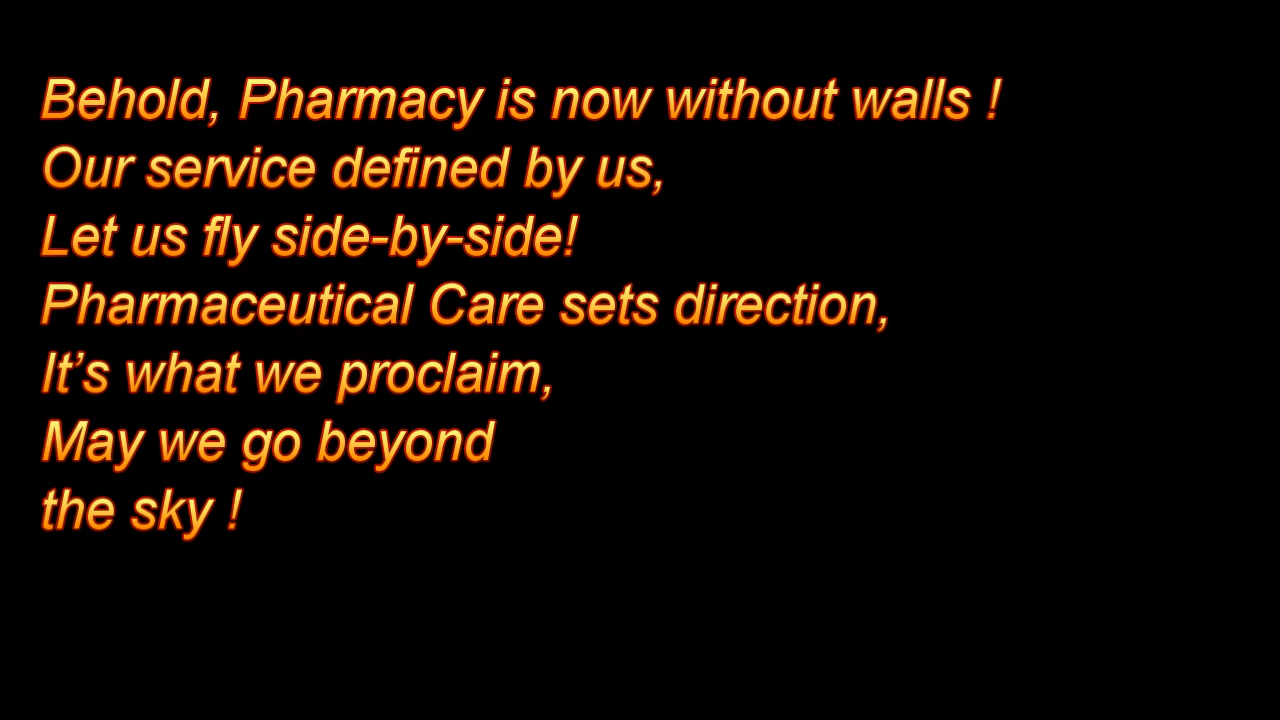 Behold, Pharmacy is now without walls !
Our service defined by us,
Let us fly side-by-side!
Pharmaceutical Care sets direction,
It’s what we proclaim,
May we go beyond
the sky !